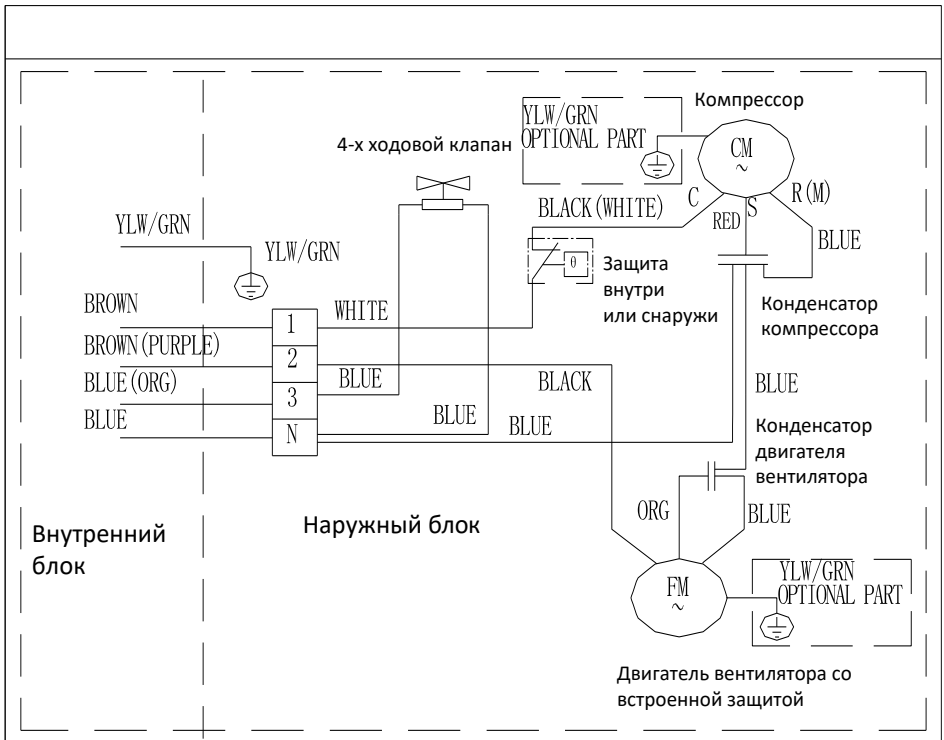 Компрессор
YLW/GRN
OPTIONAL PART
4-х ходовой клапан
CM
~
C
S
R(M)
BLACK(WHITE)
RED
BLUE
YLW/GRN
YLW/GRN
θ
Защита
внутри
или снаружи
Конденсатор
компрессора
BROWN
1
WHITE
BROWN(PURPLE)
2
BLUE
BLACK
BLUE
BLUE(ORG)
3
BLUE
N
BLUE
BLUE
Конденсатор
двигателя
вентилятора
ORG
BLUE
Внутренний
блок
Наружный блок
FM
~
YLW/GRN
OPTIONAL PART
Двигатель вентилятора со
встроенной защитой